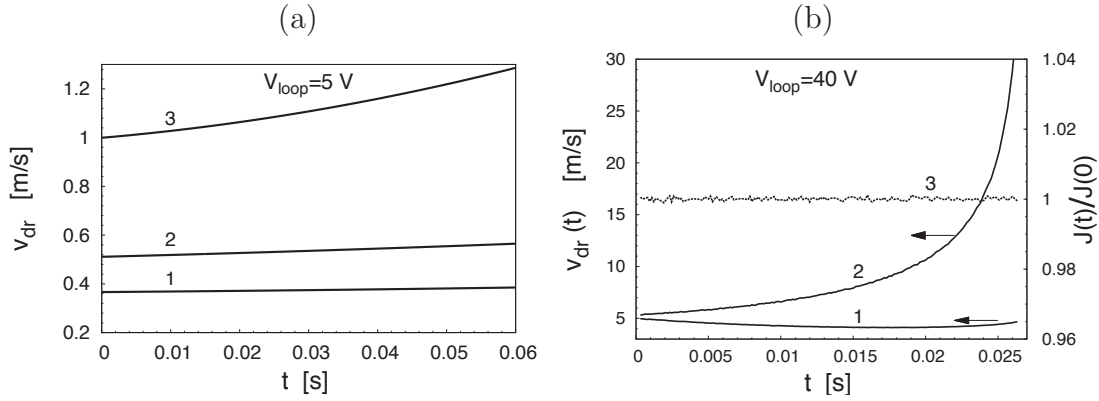 (a)
V_loop=5 V
v_dr [m/s]
1.2
1
0.8
0.6
0.4
0.2
3
2
1
0 0.01 0.02 0.03 0.04 0.05 0.06
t [s]
(b)
V_loop=40 V
v_dr (t) [m/s]
30
25
20
15
10
5
3
2
1
0 0.005 0.01 0.015 0.02 0.025
t [s]
1.04
1.02
1
0.98
0.96
J(t)/J(0)